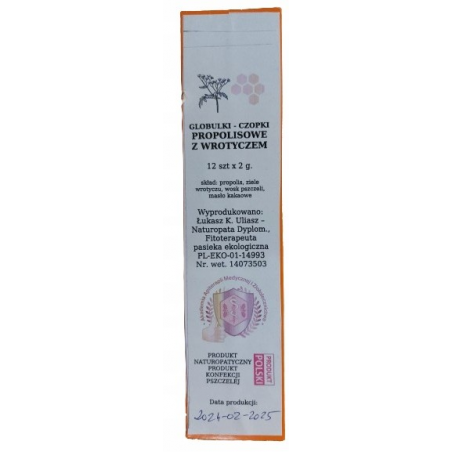 GLOBULKI - CZOPKI
PROPOLISOWE
Z WROTYCZEM
12 szt x 2 g.
skład: propolis, ziele
wrotyczu, wosk pszczeli,
masło kakaowe
Wyprodukowano:
Łukasz K. Uliasz –
Naturopata Dyplom.,
Fitoterapeuta
pasieka ekologiczna
PL-EKO-01-14993
Nr. wet. 14073503
PRODUKT
NATUROPATYCZNY
PRODUKT
KONFEKCJI
PSZCZELEJ
PRODUKT
POLSKI
Data produkcji:
2024-02-2025